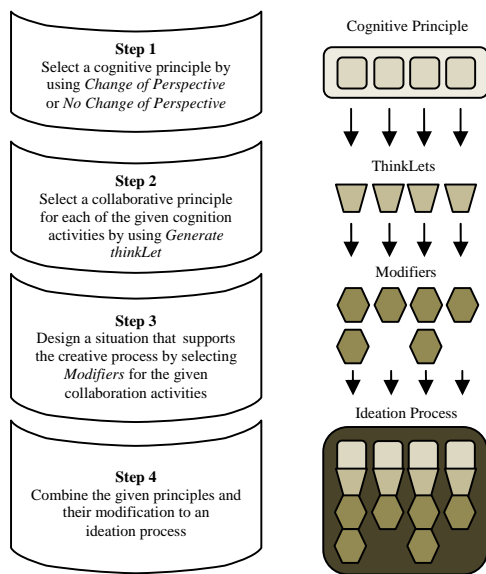 Step 1
Select a cognitive principle by
using Change of Perspective
or No Change of Perspective
Step 2
Select a collaborative principle
for each of the given cognition
activities by using Generate
thinkLet
Step 3
Design a situation that supports
the creative process by selecting
Modifiers for the given
collaboration activities
Step 4
Combine the given principles and
their modification to an
ideation process
Cognitive Principle
ThinkLets
Modifiers
Ideation Process